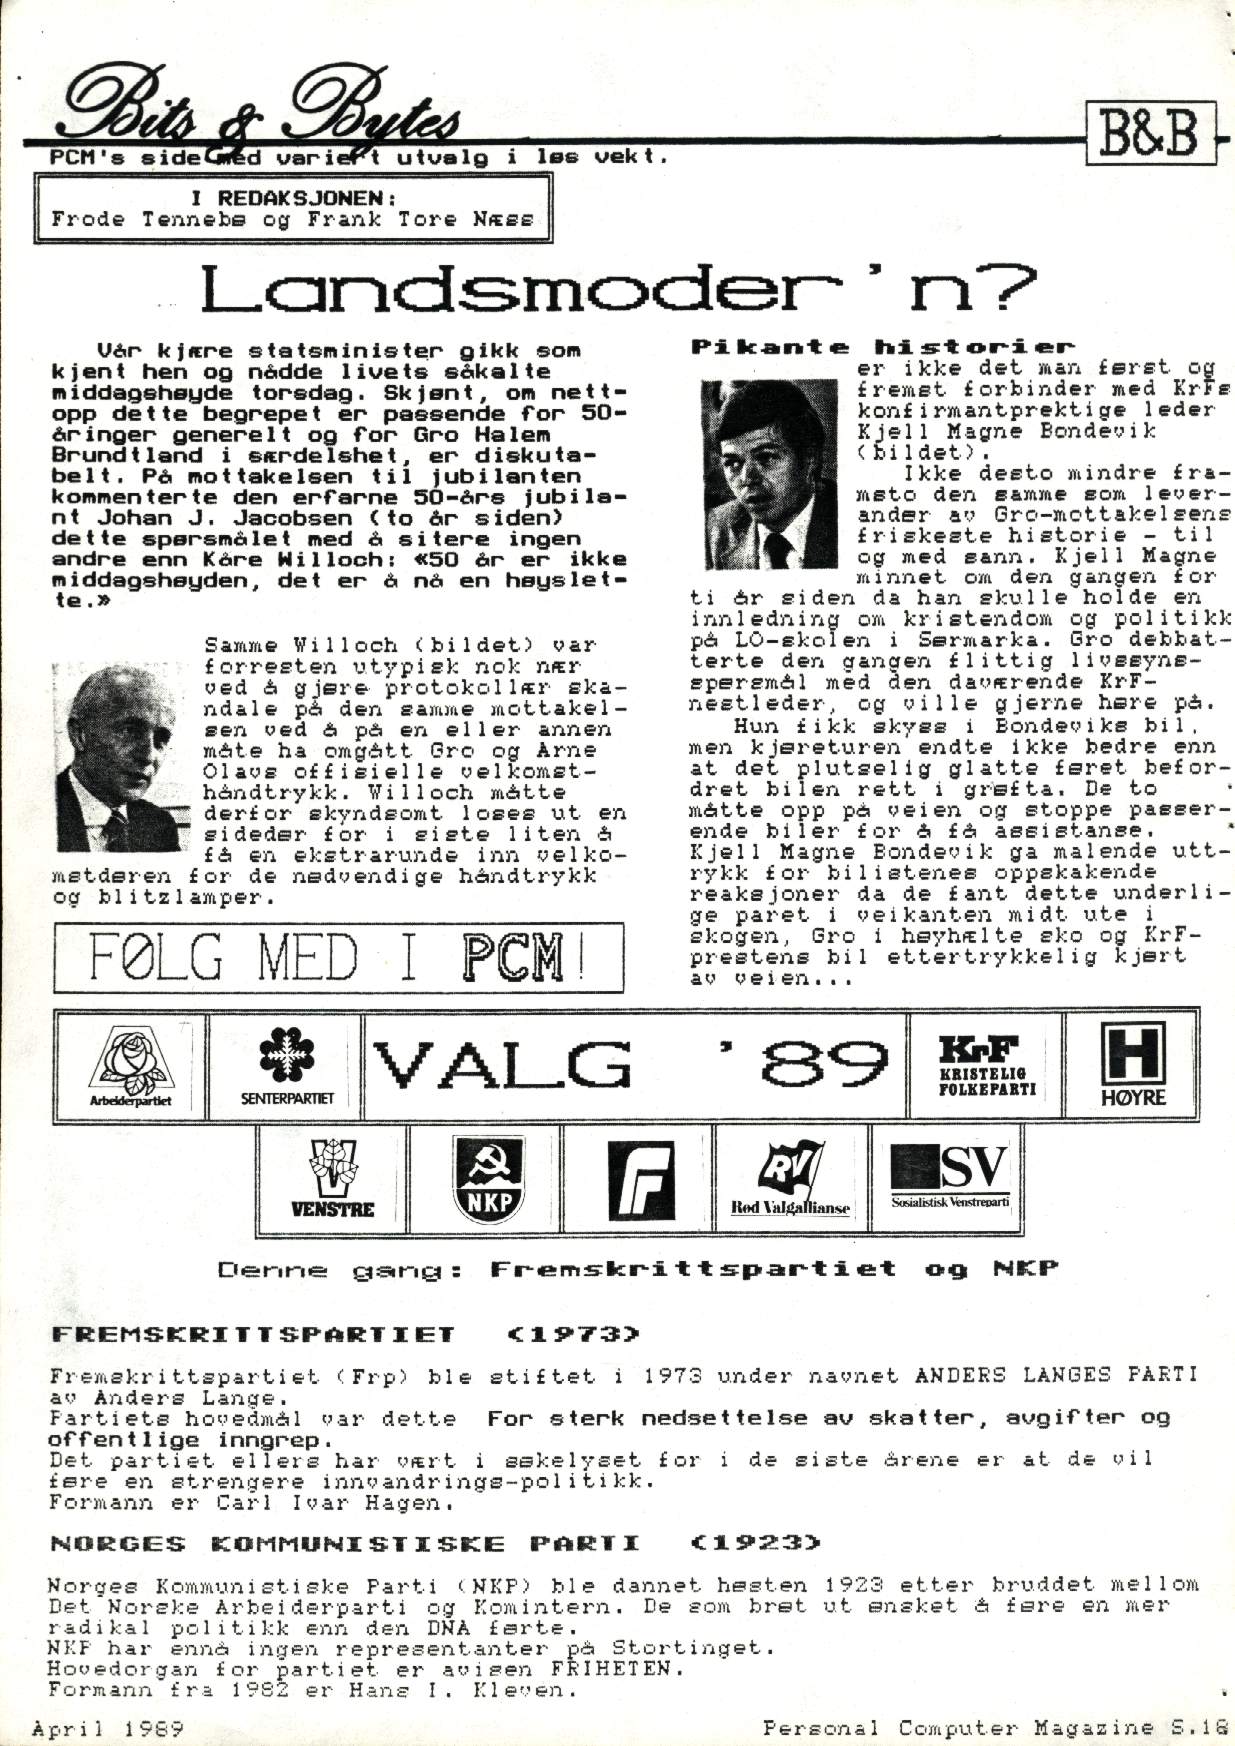 Bits & Bytes
B&B
PCM's side med variert utvalg i løs vekt.
I REDAKSJONEN:
Frode Tennebø og Frank Tore Næss
Landsmoder'n?
Vår kjære statsminister gikk som
kjent hen og nådde livets såkalte
middagshøyde torsdag. Skjønt, om nett-
opp dette begrepet er passende for 50-
åringer generelt og for Gro Halem
Brundtland i særdelshet, er diskuta-
belt. På mottakelsen til jubilanten
kommenterte den erfarne 50-års jubila-
nt Johan J. Jacobsen (to år siden)
dette spørsmålet med å sitere ingen
andre enn Kåre Willoch: «50 år er ikke
middagshøyden, det er å nå en høyslet-
te.»
Samme Willoch (bildet) var
forresten utypisk nok nær
ved å gjøre protokollær ska-
ndale på den samme mottakel-
sen ved å på en eller annen
måte ha omgått Gro og Arne
Olavs offisielle velkomst-
håndtrykk. Willoch måtte
derfor skyndsomt loses ut en
sidedør for i siste liten å
få en ekstrarunde inn velko-
mstdøren for de nødvendige håndtrykk
og blitzlamper.
FØLG MED I PCM!
Pikante historier
er ikke det man først og
fremst forbinder med KrFs
konfirmantprektige leder
Kjell Magne Bondevik
(bildet).
Ikke desto mindre fra-
msto den samme som lever-
andør av Gro-mottakelsens
friskeste historie - til
og med sann. Kjell Magne
minnet om den gangen for
ti år siden da han skulle holde en
innledning om kristendom og politikk
på LO-skolen i Sørmarka. Gro debbat-
terte den gangen flittig livssyns-
spørsmål med den daværende KrF-
nestleder, og ville gjerne høre på.
Hun fikk skyss i Bondeviks bil,
men kjøreturen endte ikke bedre enn
at det plutselig glatte føret befor-
dret bilen rett i grøfta. De to
måtte opp på veien og stoppe passer-
ende biler for å få assistanse.
Kjell Magne Bondevik ga malende utt-
rykk for bilistenes oppskakende
reaksjoner da de fant dette underli-
ge paret i veikanten midt ute i
skogen, Gro i høyhælte sko og KrF-
prestens bil ettertrykkelig kjørt
av veien...
Arbeiderpartiet
SENTERPARTIET
VALG '89
KrF
KRISTELIG
FOLKEPARTI
H
HØYRE
V
VENSTRE
NKP
F
RV
Rød Valgallianse
SV
Sosialistisk Venstreparti
Denne gang: Fremskrittspartiet og NKP
FREMSKRITTSPARTIET (1973)
Fremskrittspartiet (Frp) ble stiftet i 1973 under navnet ANDERS LANGES PARTI
av Anders Lange.
Partiets hovedmål var dette For sterk nedsettelse av skatter, avgifter og
offentlige inngrep.
Det partiet ellers har vært i søkelyset for i de siste årene er at de vil
føre en strengere innvandrings-politikk.
Formann er Carl Ivar Hagen.
NORGES KOMMUNISTISKE PARTI (1923)
Norges Kommunistiske Parti (NKP) ble dannet høsten 1923 etter bruddet mellom
Det Norske Arbeiderparti og Komintern. De som brøt ut ønsket å føre en mer
radikal politikk enn den DNA førte.
NKP har ennå ingen representanter på Stortinget.
Hovedorgan for partiet er avisen FRIHETEN.
Formann fra 1982 er Hans I. Kleven.
April 1989
Personal Computer Magazine S.18